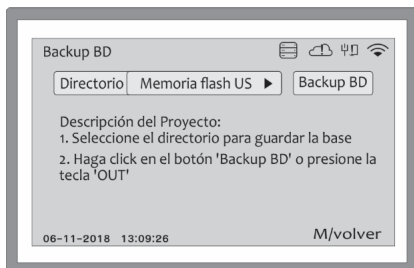 Backup BD
Directorio Memoria flash US ▶ Backup BD
Descripción del Proyecto:
1. Seleccione el directorio para guardar la base
2. Haga click en el botón 'Backup BD' o presione la
tecla 'OUT'
06-11-2018 13:09:26 M/volver